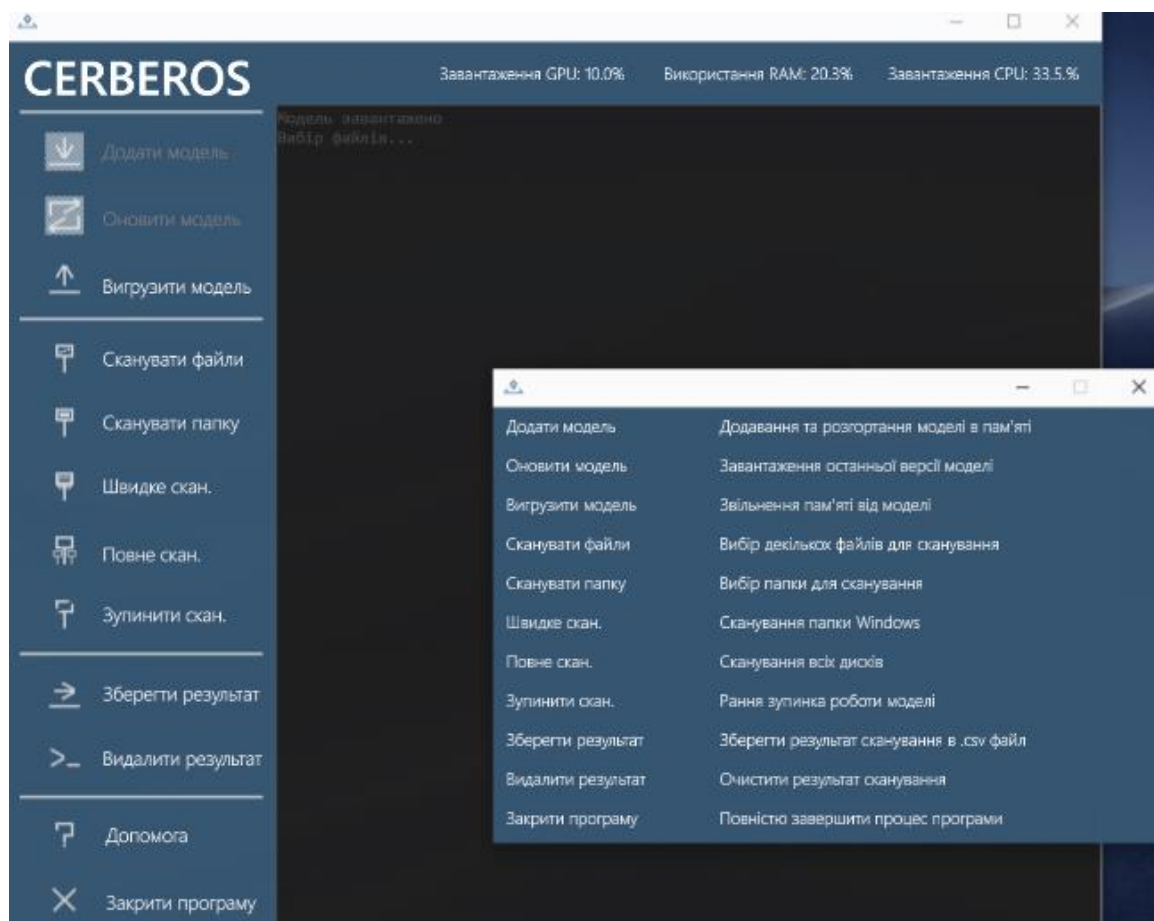 CERBEROS
Завантаження GPU: 10.0%
Використання RAM: 20.3%
Завантаження CPU: 33.5.%
Модель завантажено
Вибір файлів...
Додати модель
Оновити модель
Вигрузити модель
Сканувати файли
Сканувати папку
Швидке скан.
Повне скан.
Зупинити скан.
Зберегти результат
Видалити результат
Допомога
Закрити програму
Додати модель Додавання та розгортання моделі в пам'яті
Оновити модель Завантаження останньої версії моделі
Вигрузити модель Звільнення пам'яті від моделі
Сканувати файли Вибір декількох файлів для сканування
Сканувати папку Вибір папки для сканування
Швидке скан. Сканування папки Windows
Повне скан. Сканування всіх дисків
Зупинити скан. Рання зупинка роботи моделі
Зберегти результат Зберегти результат сканування в .csv файл
Видалити результат Очистити результат сканування
Закрити програму Повністю завершити процес програми